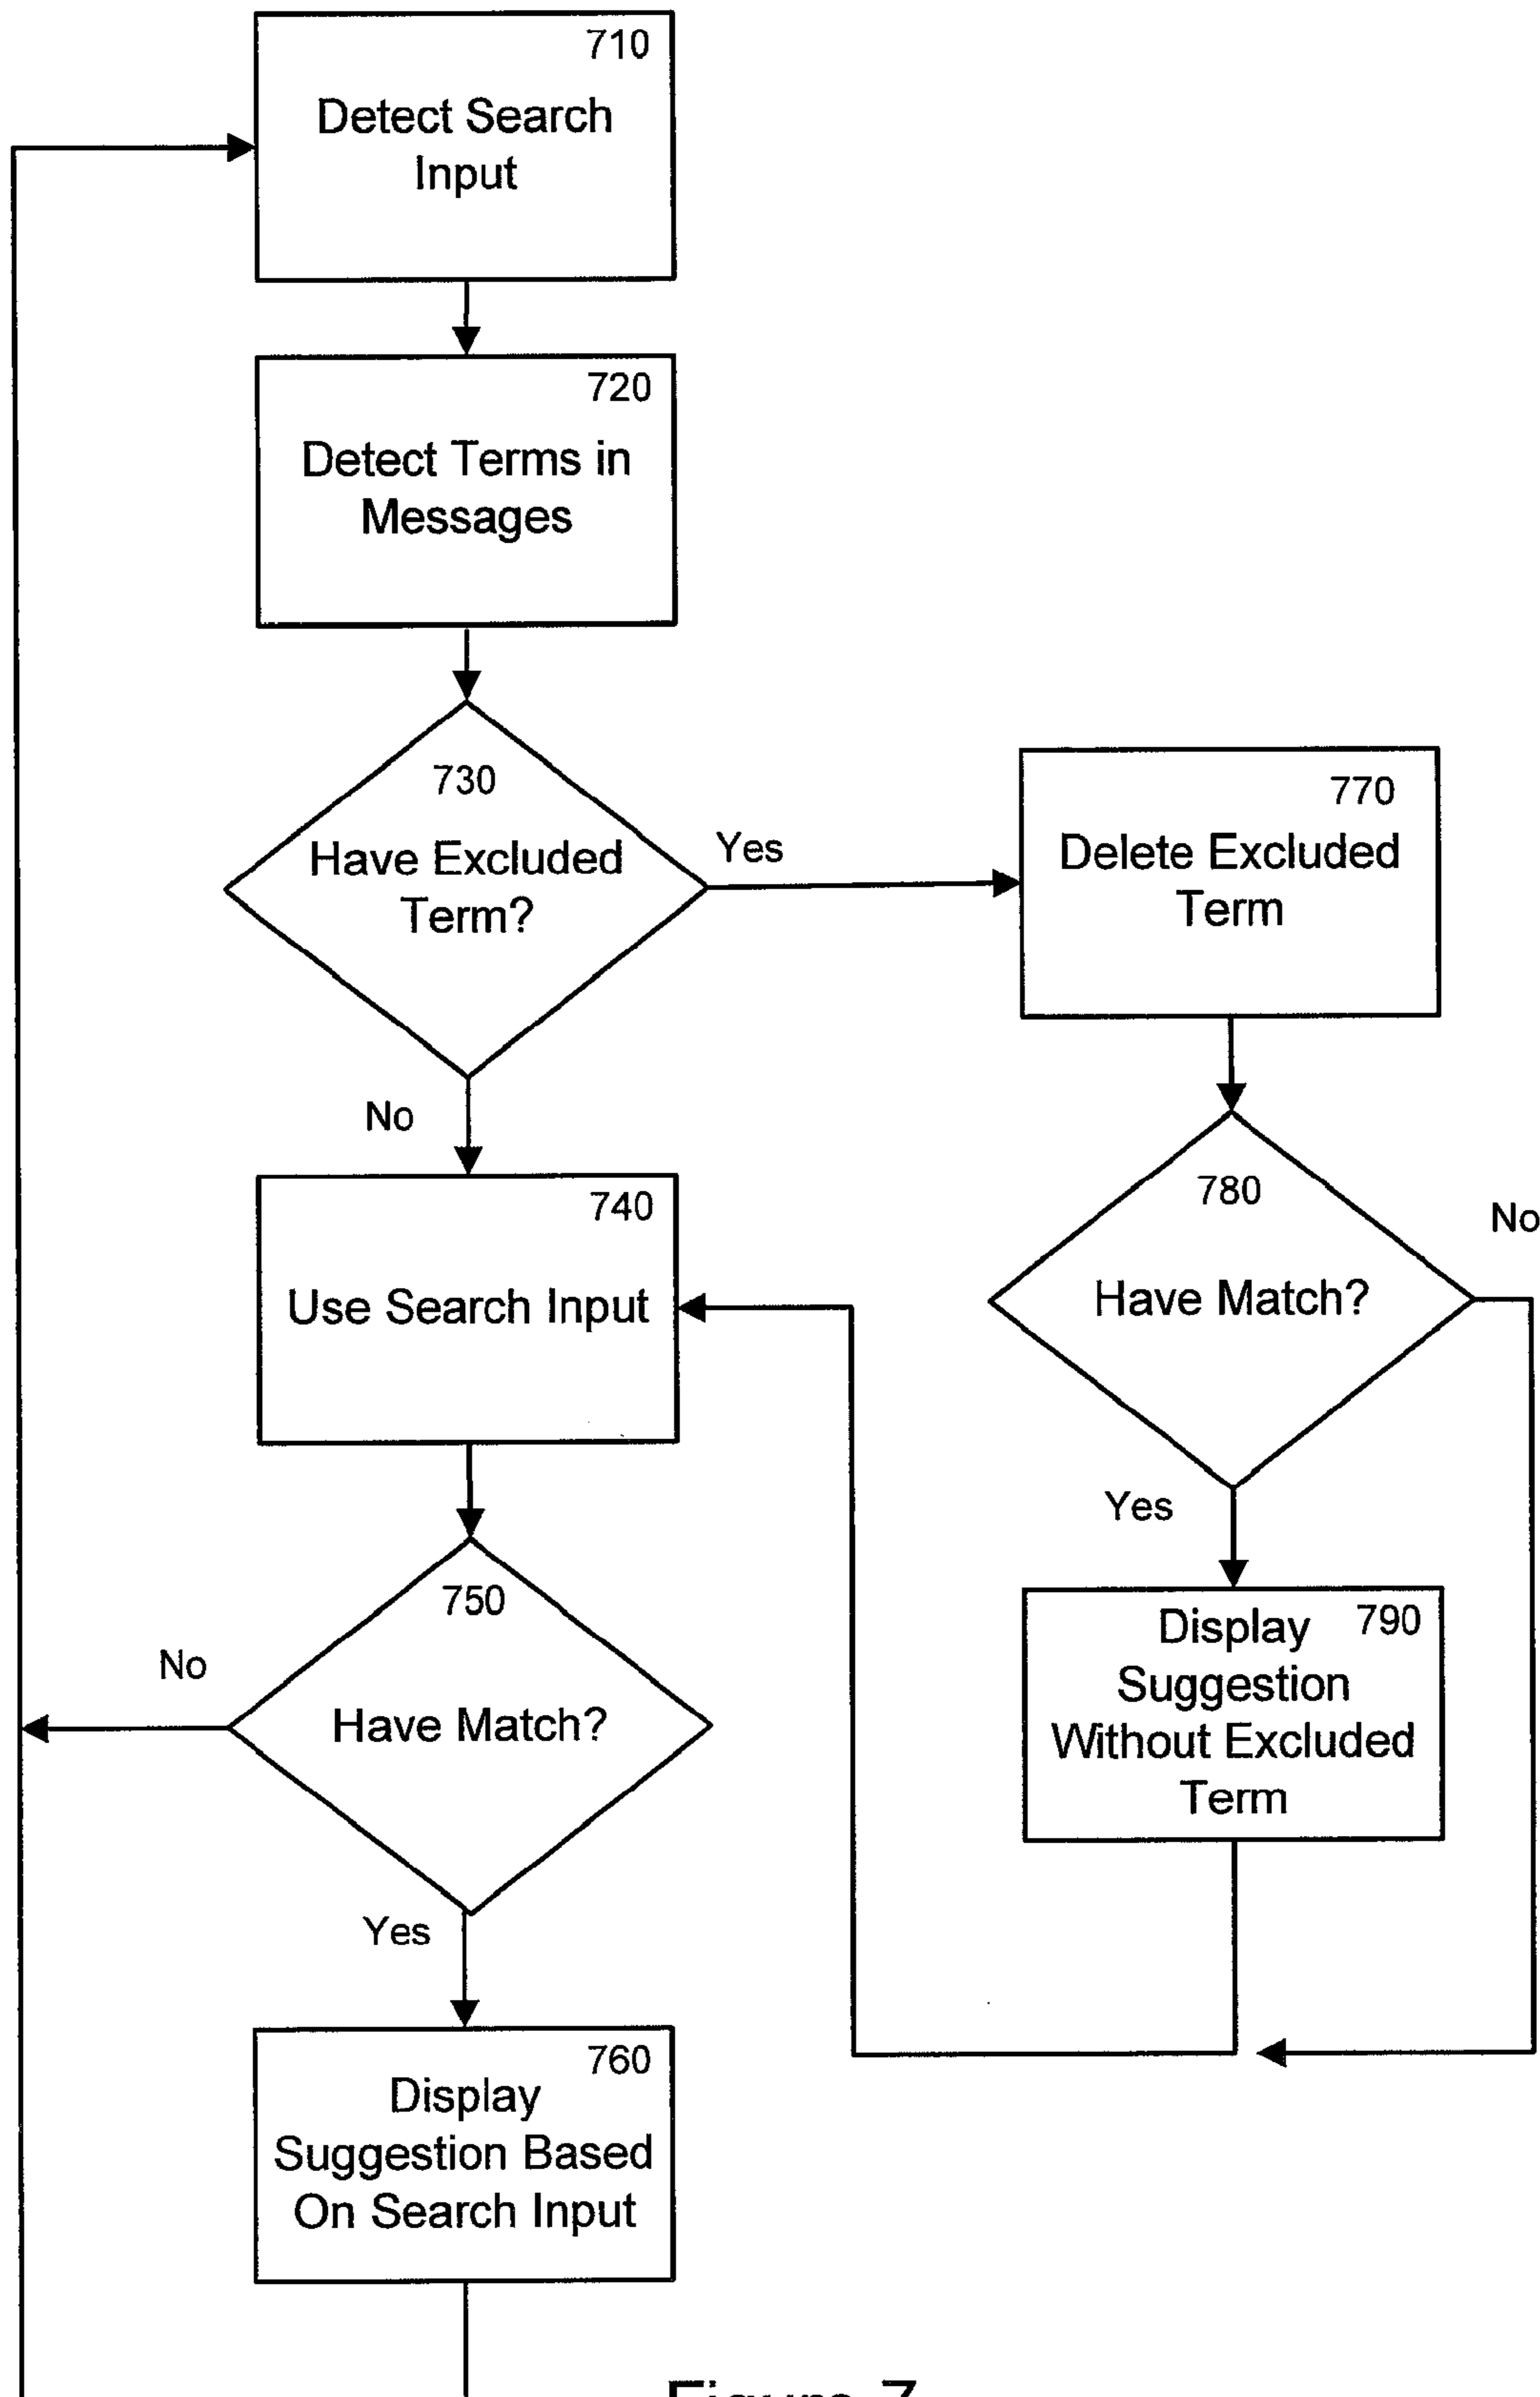 710
Detect Search
Input
720
Detect Terms in
Messages
730
Have Excluded
Term?
Yes
No
770
Delete Excluded
Term
740
Use Search Input
780
Have Match?
No
Yes
750
Have Match?
No
Yes
790
Display
Suggestion
Without Excluded
Term
760
Display
Suggestion Based
On Search Input
Figure 7